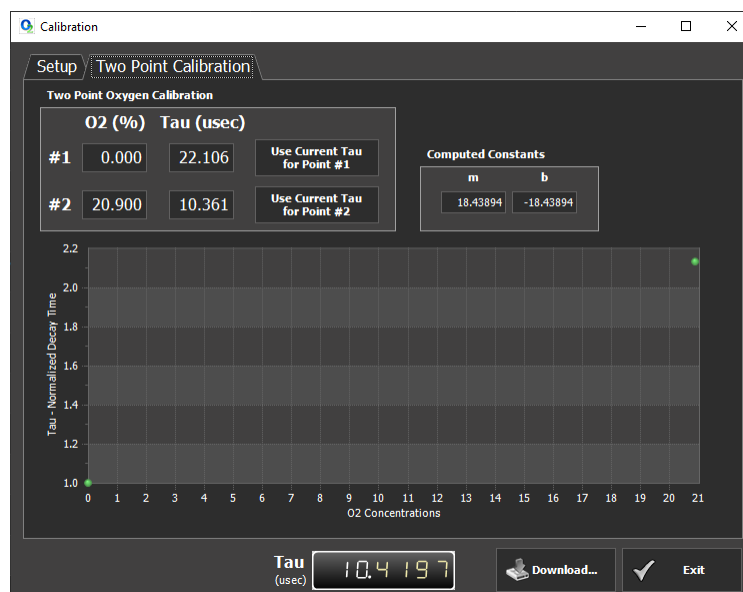 Calibration
Setup Two Point Calibration
Two Point Oxygen Calibration
O2 (%) Tau (usec)
#1 0.000 22.106 Use Current Tau
for Point #1
#2 20.900 10.361 Use Current Tau
for Point #2
Computed Constants
m b
18.43894 -18.43894
2.2
2.0
1.8
1.6
1.4
1.2
1.0
Tau - Normalized Decay Time
0 1 2 3 4 5 6 7 8 9 10 11 12 13 14 15 16 17 18 19 20 21
O2 Concentrations
Tau
(usec)
10.4197
Download...
Exit